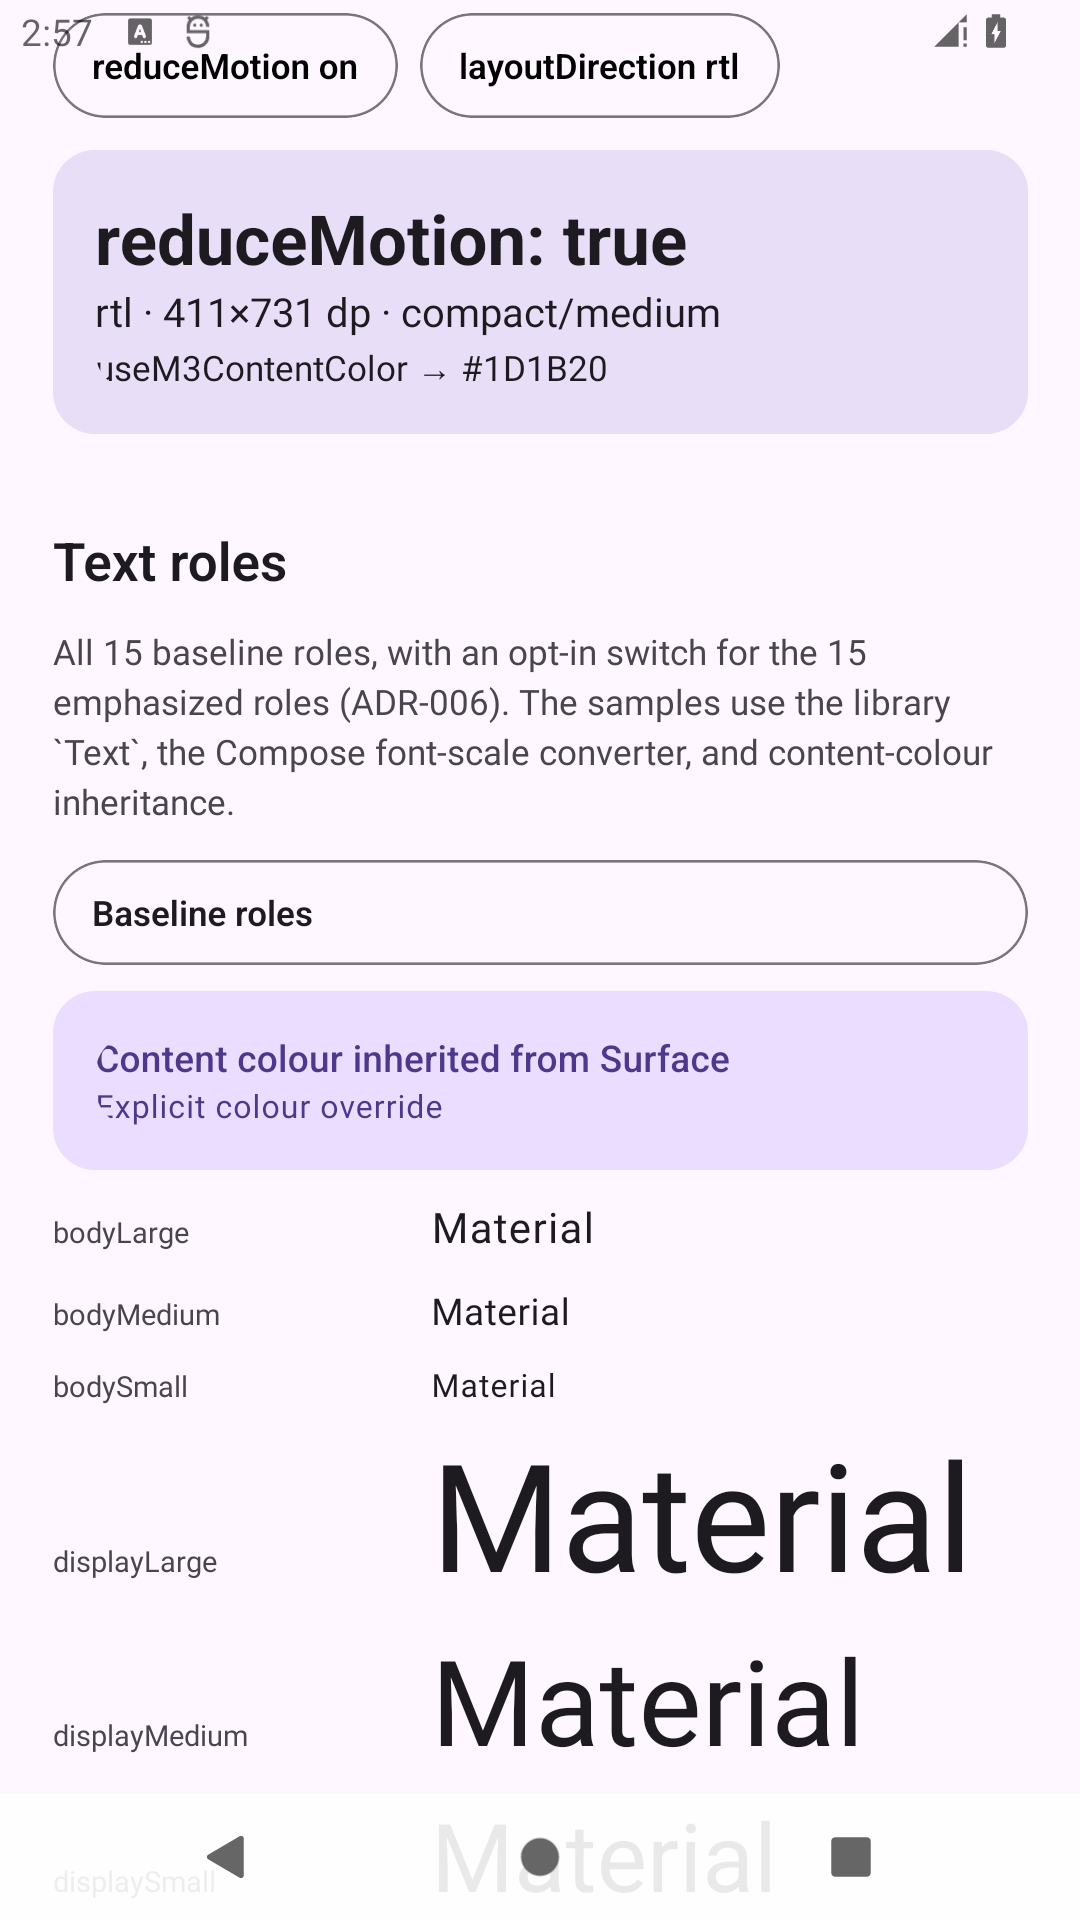 2:57
reduceMotion on
layoutDirection rtl
reduceMotion: true
rtl · 411×731 dp · compact/medium
useM3ContentColor → #1D1B20
Text roles
All 15 baseline roles, with an opt-in switch for the 15
emphasized roles (ADR-006). The samples use the library
`Text`, the Compose font-scale converter, and content-colour
inheritance.
Baseline roles
Content colour inherited from Surface
Explicit colour override
bodyLarge Material
bodyMedium Material
bodySmall Material
displayLarge Material
displayMedium Material
displaySmall Material